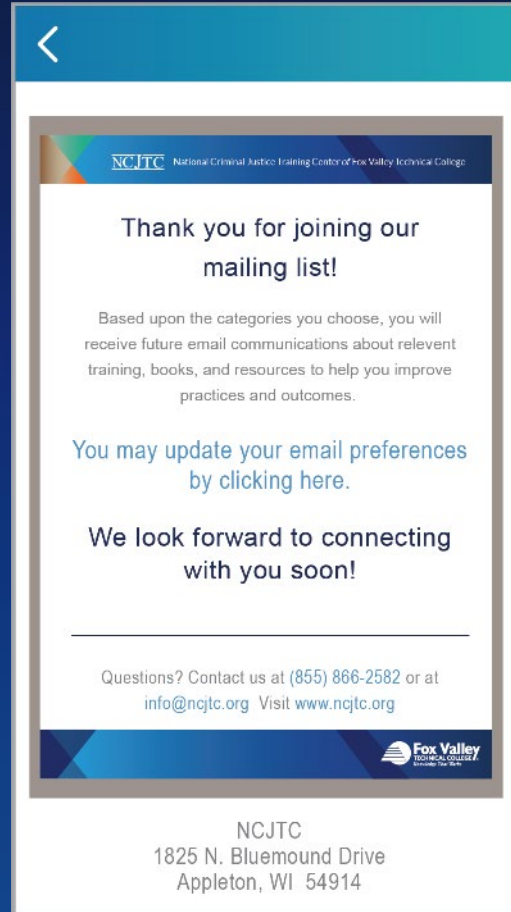 NCJTC National Criminal Justice Training Center of Fox Valley Technical College
Thank you for joining our
mailing list!
Based upon the categories you choose, you will
receive future email communications about relevent
training, books, and resources to help you improve
practices and outcomes.
You may update your email preferences
by clicking here.
We look forward to connecting
with you soon!
Questions? Contact us at (855) 866-2582 or at
info@ncjtc.org Visit www.ncjtc.org
Fox Valley
TECHNICAL COLLEGE
Knowledge That Works
NCJTC
1825 N. Bluemound Drive
Appleton, WI 54914